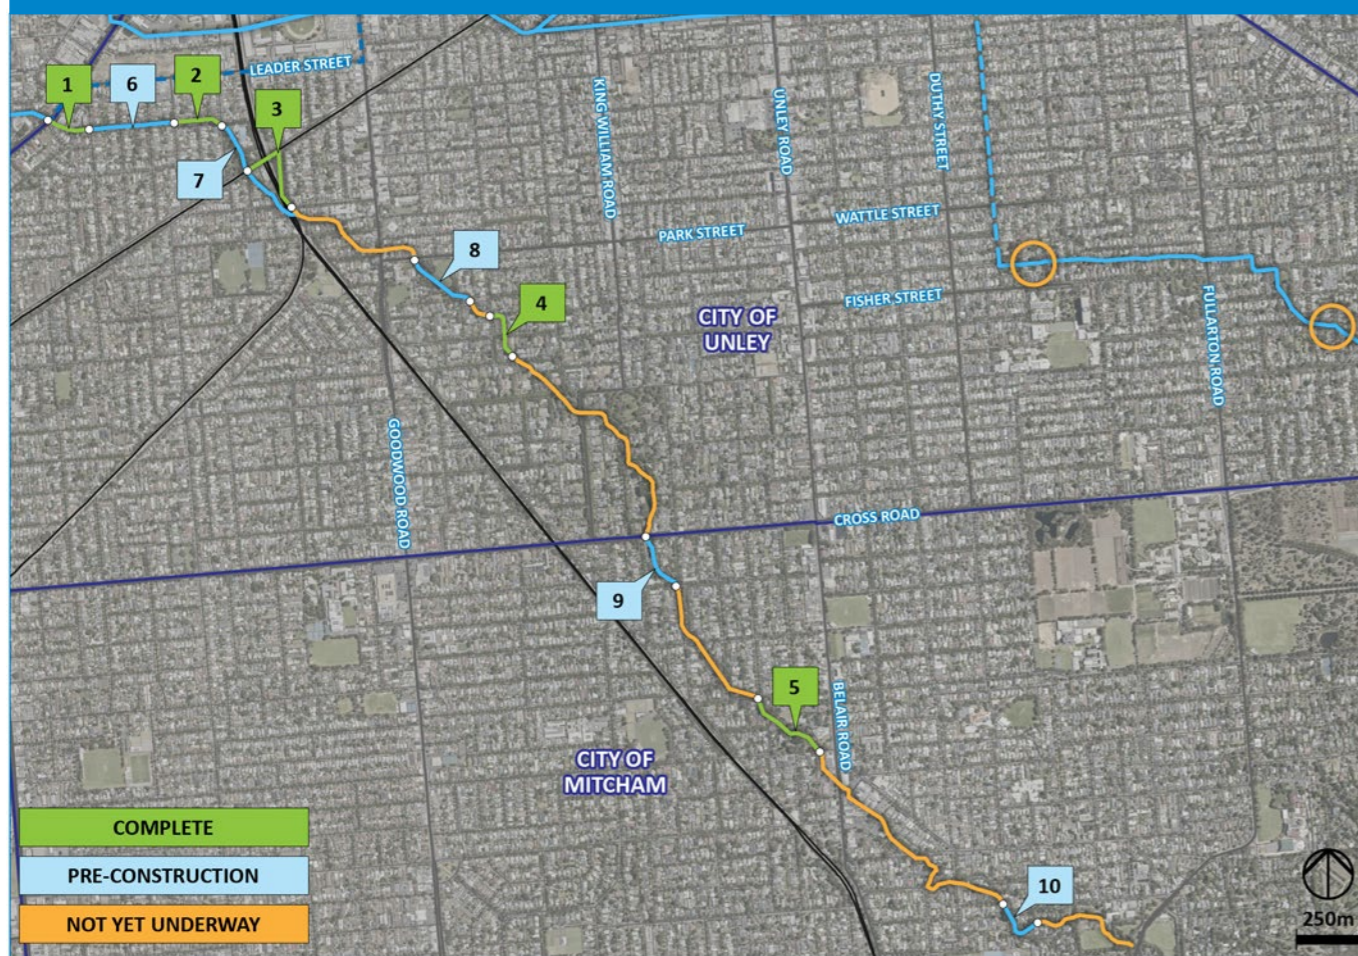 LEADER STREET
1
6
2
3
7
KING WILLIAM ROAD
UNLEY ROAD
DUTHY STREET
WATTLE STREET
PARK STREET
8
4
FISHER STREET
CITY OF
UNLEY
FULLARTON ROAD
GOODWOOD ROAD
CROSS ROAD
9
5
BELAIR ROAD
CITY OF
MITCHAM
10
COMPLETE
PRE-CONSTRUCTION
NOT YET UNDERWAY
250m